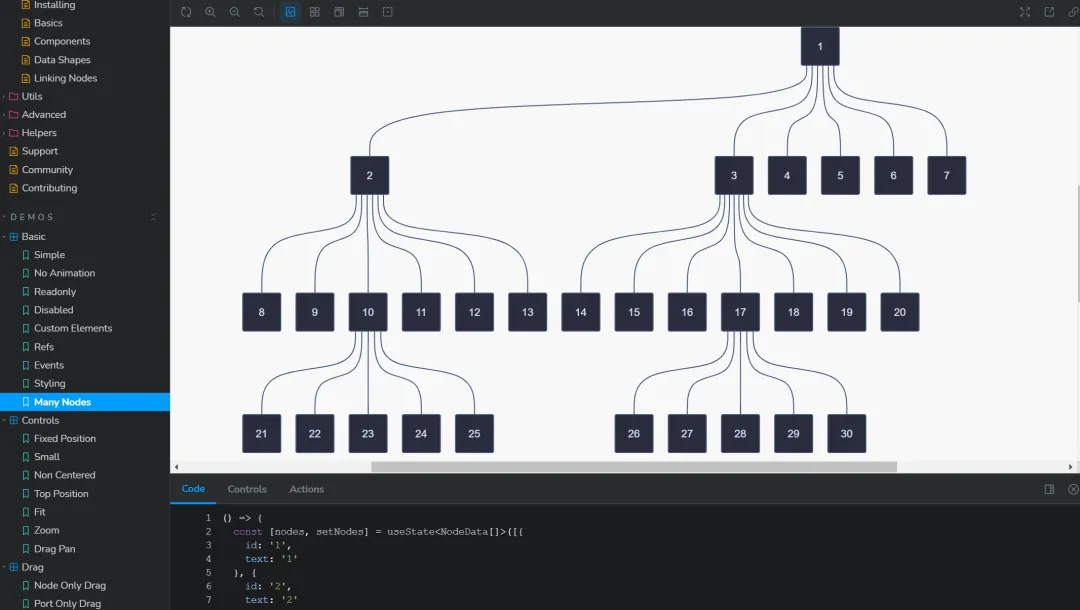 Installing
Basics
Components
Data Shapes
Linking Nodes
Utils
Advanced
Helpers
Support
Community
Contributing
DEMOS
Basic
Simple
No Animation
Readonly
Disabled
Custom Elements
Refs
Events
Styling
Many Nodes
Controls
Fixed Position
Small
Non Centered
Top Position
Fit
Zoom
Drag Pan
Drag
Node Only Drag
Port Only Drag
1
2 3 4 5 6 7
8 9 10 11 12 13 14 15 16 17 18 19 20
21 22 23 24 25 26 27 28 29 30
Code Controls Actions
1 () => {
2 const [nodes, setNodes] = useState<NodeData[]>([{
3 id: '1',
4 text: '1'
5 }, {
6 id: '2',
7 text: '2'